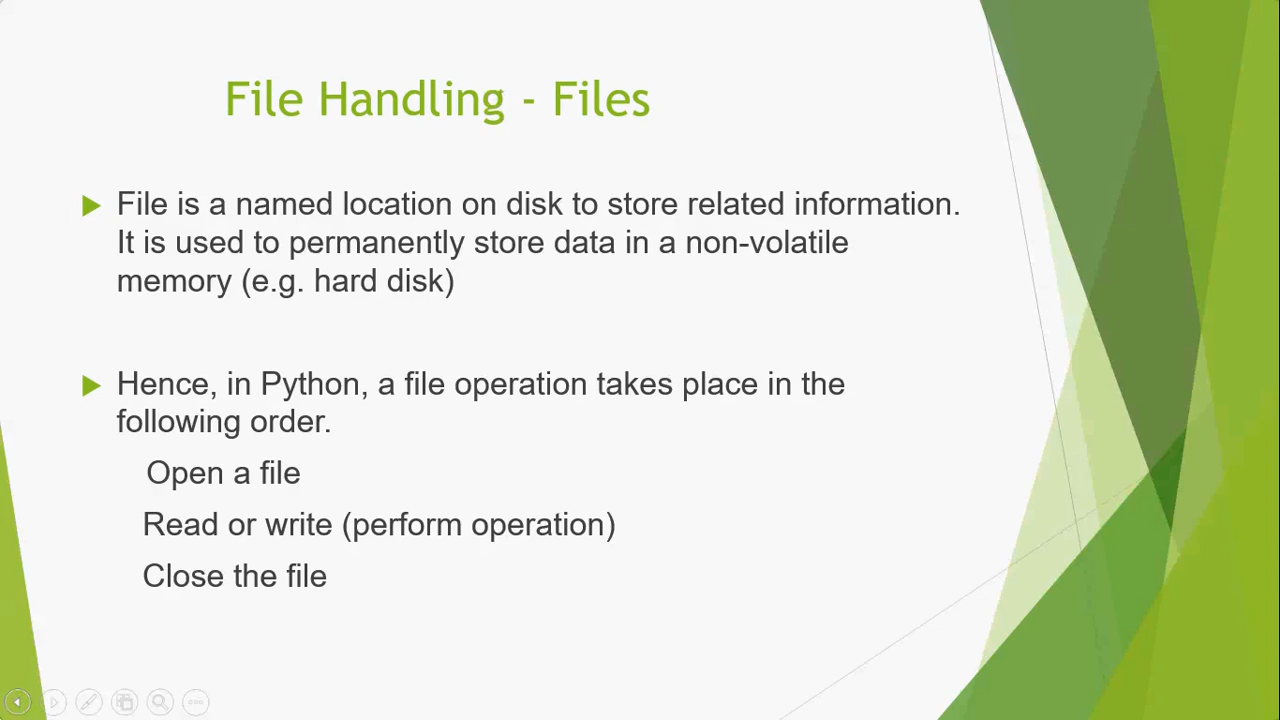 File Handling - Files
File is a named location on disk to store related information.
It is used to permanently store data in a non-volatile
memory (e.g. hard disk)
Hence, in Python, a file operation takes place in the
following order.
Open a file
Read or write (perform operation)
Close the file